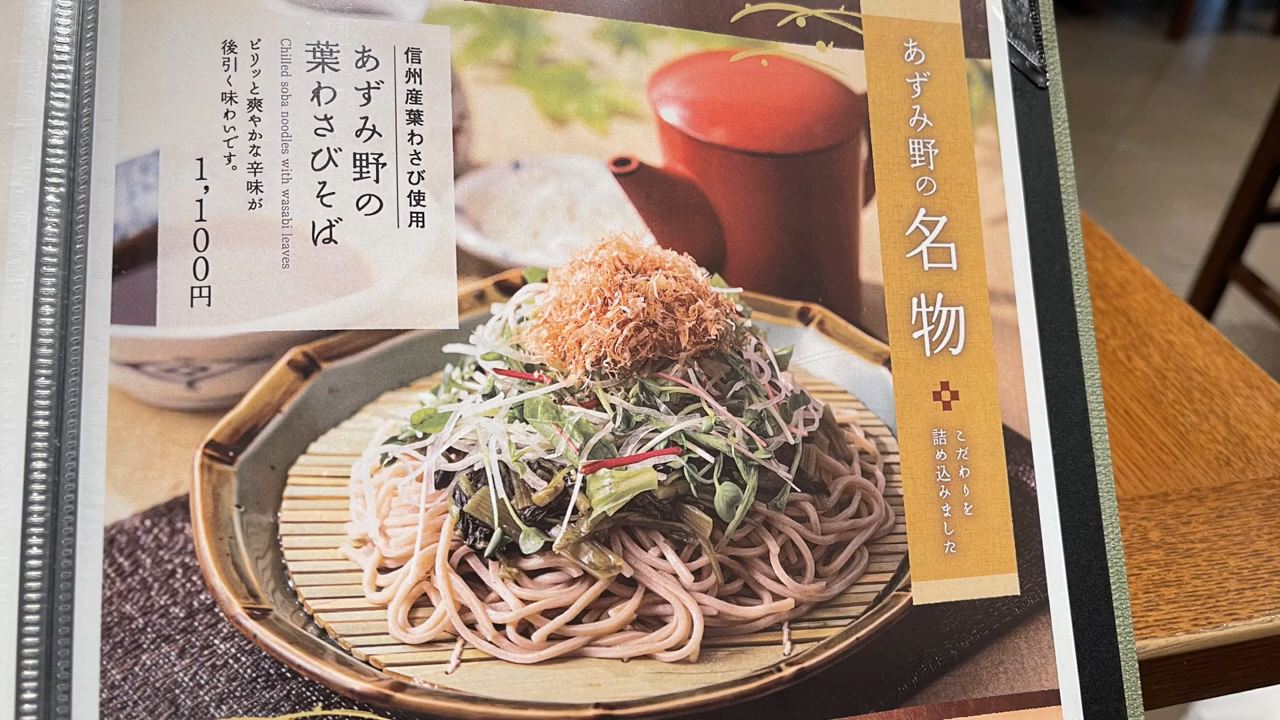 あずみ野の名物
こだわりを
詰め込みました
信州産葉わさび使用
あずみ野の
葉わさびそば
Chilled soba noodles with wasabi leaves
ピリッと爽やかな辛味が
後引く味わいです。
1,100円